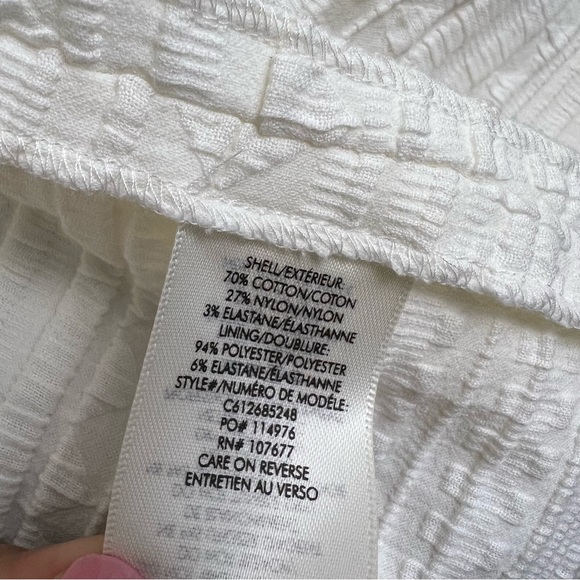 SHELL/EXTÉRIEUR:
70% COTTON/COTON
27% NYLON/NYLON
3% ELASTANE/ÉLASTHANNE
LINING/DOUBLURE:
94% POLYESTER/POLYESTER
6% ELASTANE/ÉLASTHANNE
STYLE#/NUMÉRO DE MODÈLE:
C612685248
PO# 114976
RN# 107677
CARE ON REVERSE
ENTRETIEN AU VERSO